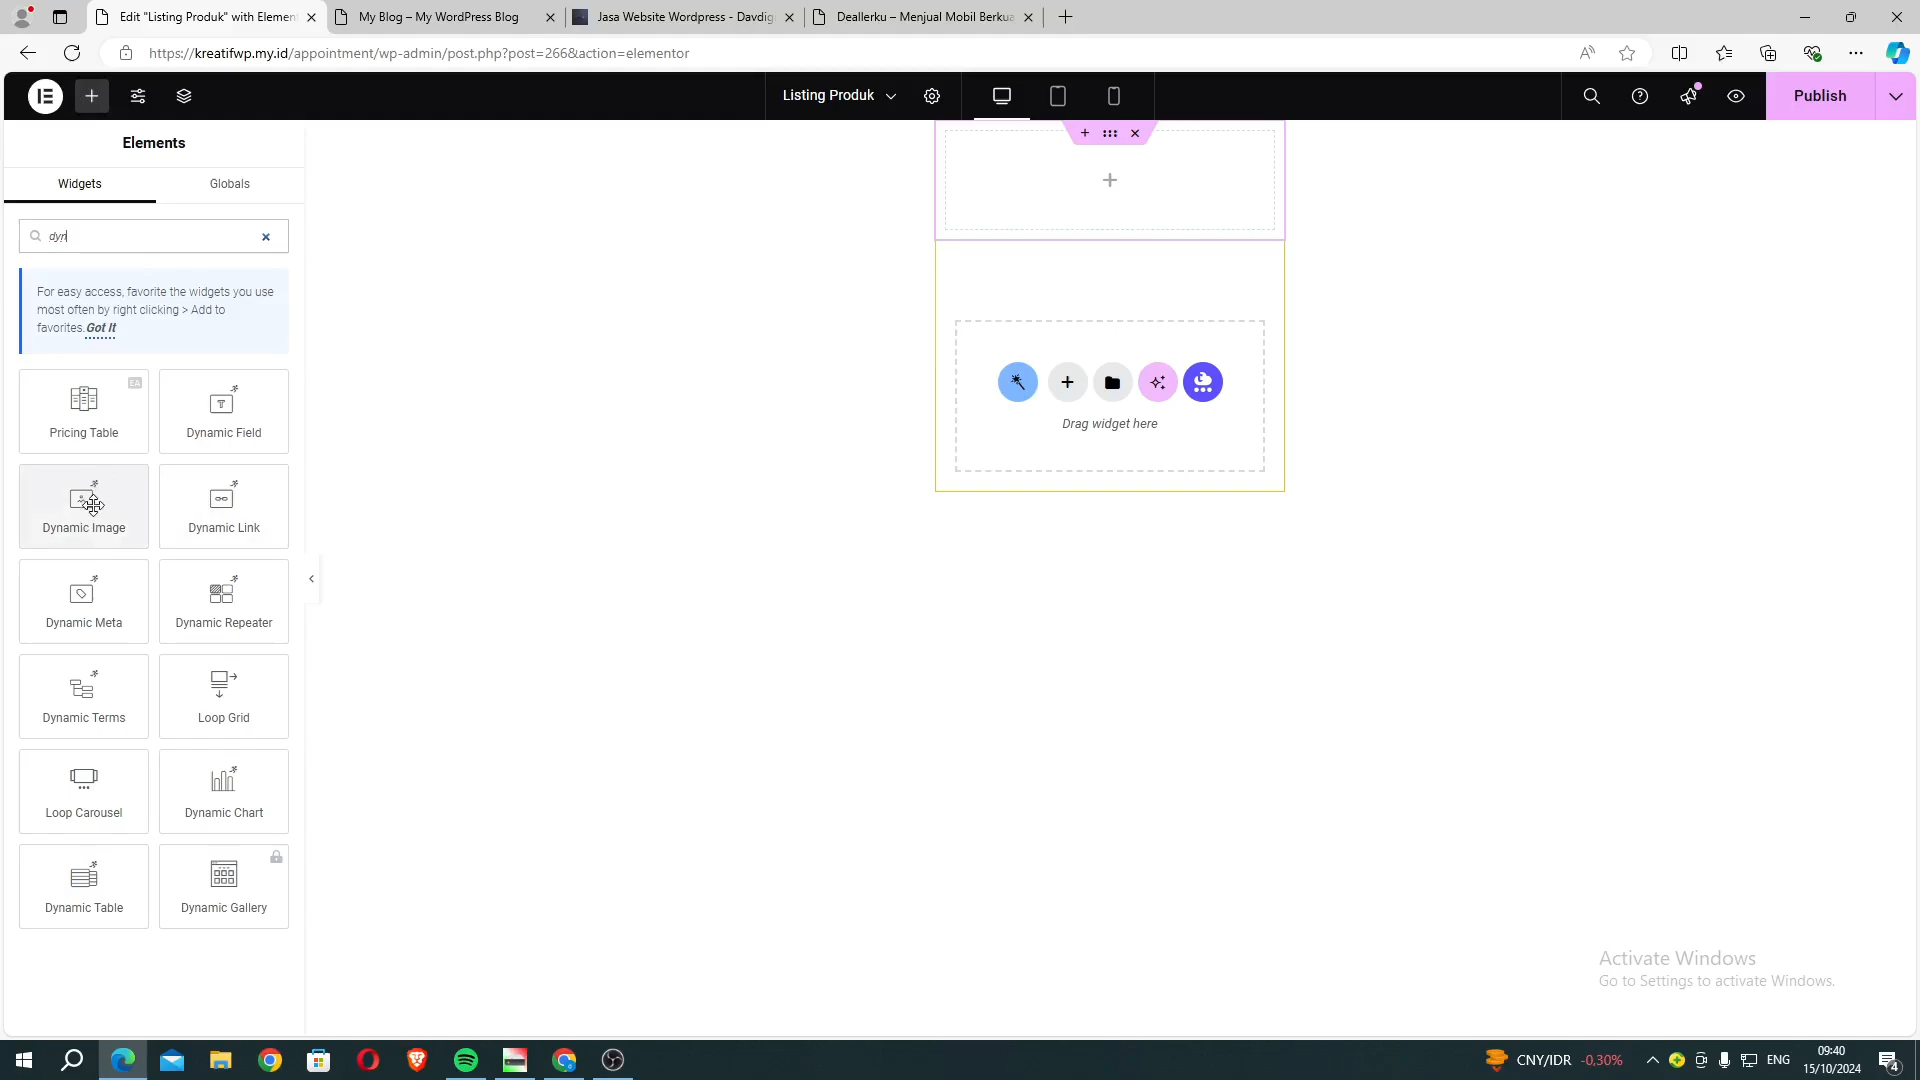 Edit "Listing Produk" with Elemen
My Blog – My WordPress Blog
Jasa Website Wordpress - Davdig
Deallerku – Menjual Mobil Berkua
https://kreatifwp.my.id/appointment/wp-admin/post.php?post=266&action=elementor
Listing Produk
Publish
Elements
Widgets
Globals
dyn
For easy access, favorite the widgets you use
most often by right clicking > Add to
favorites. Got It
EA
Pricing Table
Dynamic Field
Dynamic Image
Dynamic Link
Dynamic Meta
Dynamic Repeater
Dynamic Terms
Loop Grid
Loop Carousel
Dynamic Chart
Dynamic Table
Dynamic Gallery
Drag widget here
Activate Windows
Go to Settings to activate Windows.
CNY/IDR -0,30%
ENG
09:40
15/10/2024
4